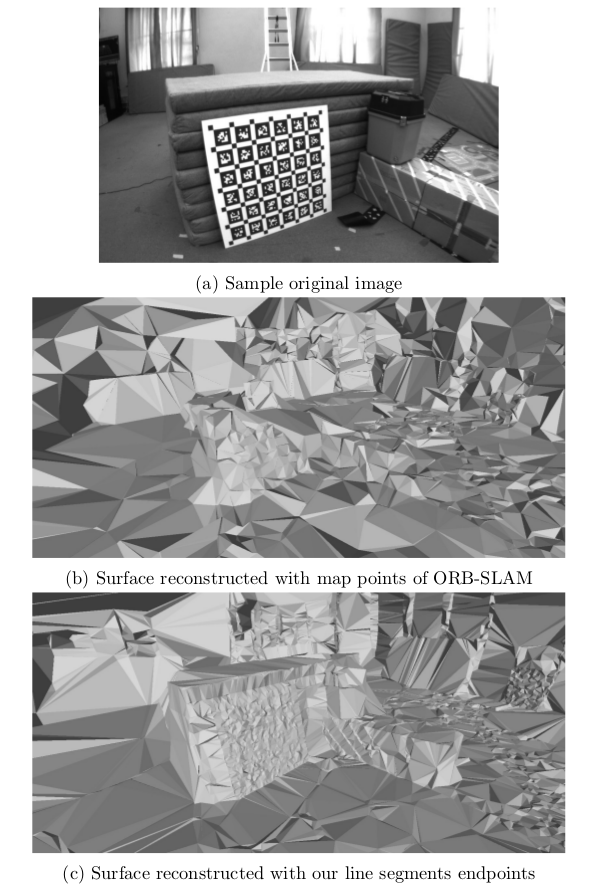 (a) Sample original image
(b) Surface reconstructed with map points of ORB-SLAM
(c) Surface reconstructed with our line segments endpoints